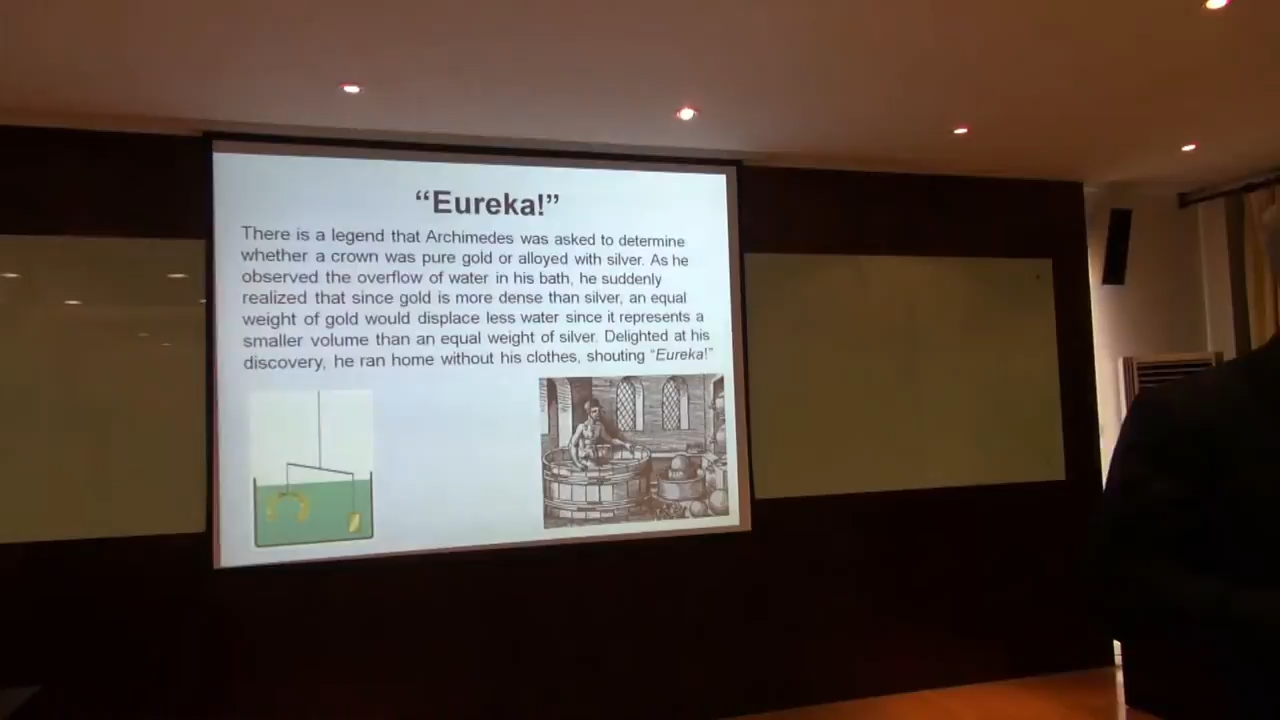 “Eureka!”
There is a legend that Archimedes was asked to determine
whether a crown was pure gold or alloyed with silver. As he
observed the overflow of water in his bath, he suddenly
realized that since gold is more dense than silver, an equal
weight of gold would displace less water since it represents a
smaller volume than an equal weight of silver. Delighted at his
discovery, he ran home without his clothes, shouting “Eureka!”